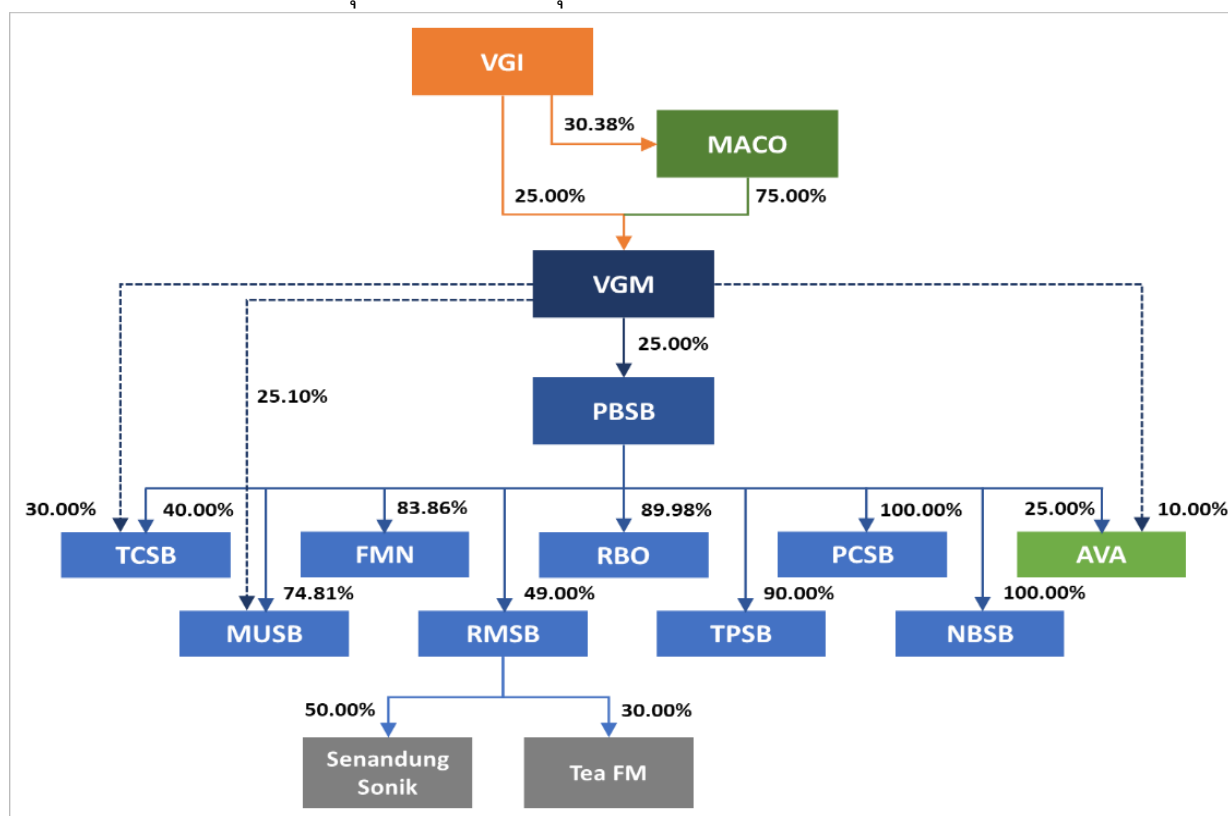 VGI
30.38%
MACO
25.00%
75.00%
VGM
25.00%
25.10%
PBSB
30.00%
40.00%
83.86%
89.98%
100.00%
25.00%
10.00%
TCSB
FMN
RBO
PCSB
AVA
74.81%
49.00%
90.00%
100.00%
MUSB
RMSB
TPSB
NBSB
50.00%
30.00%
Senandung
Sonik
Tea FM